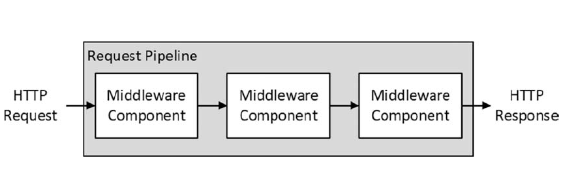 Request Pipeline
HTTP
Request
Middleware
Component
Middleware
Component
Middleware
Component
HTTP
Response